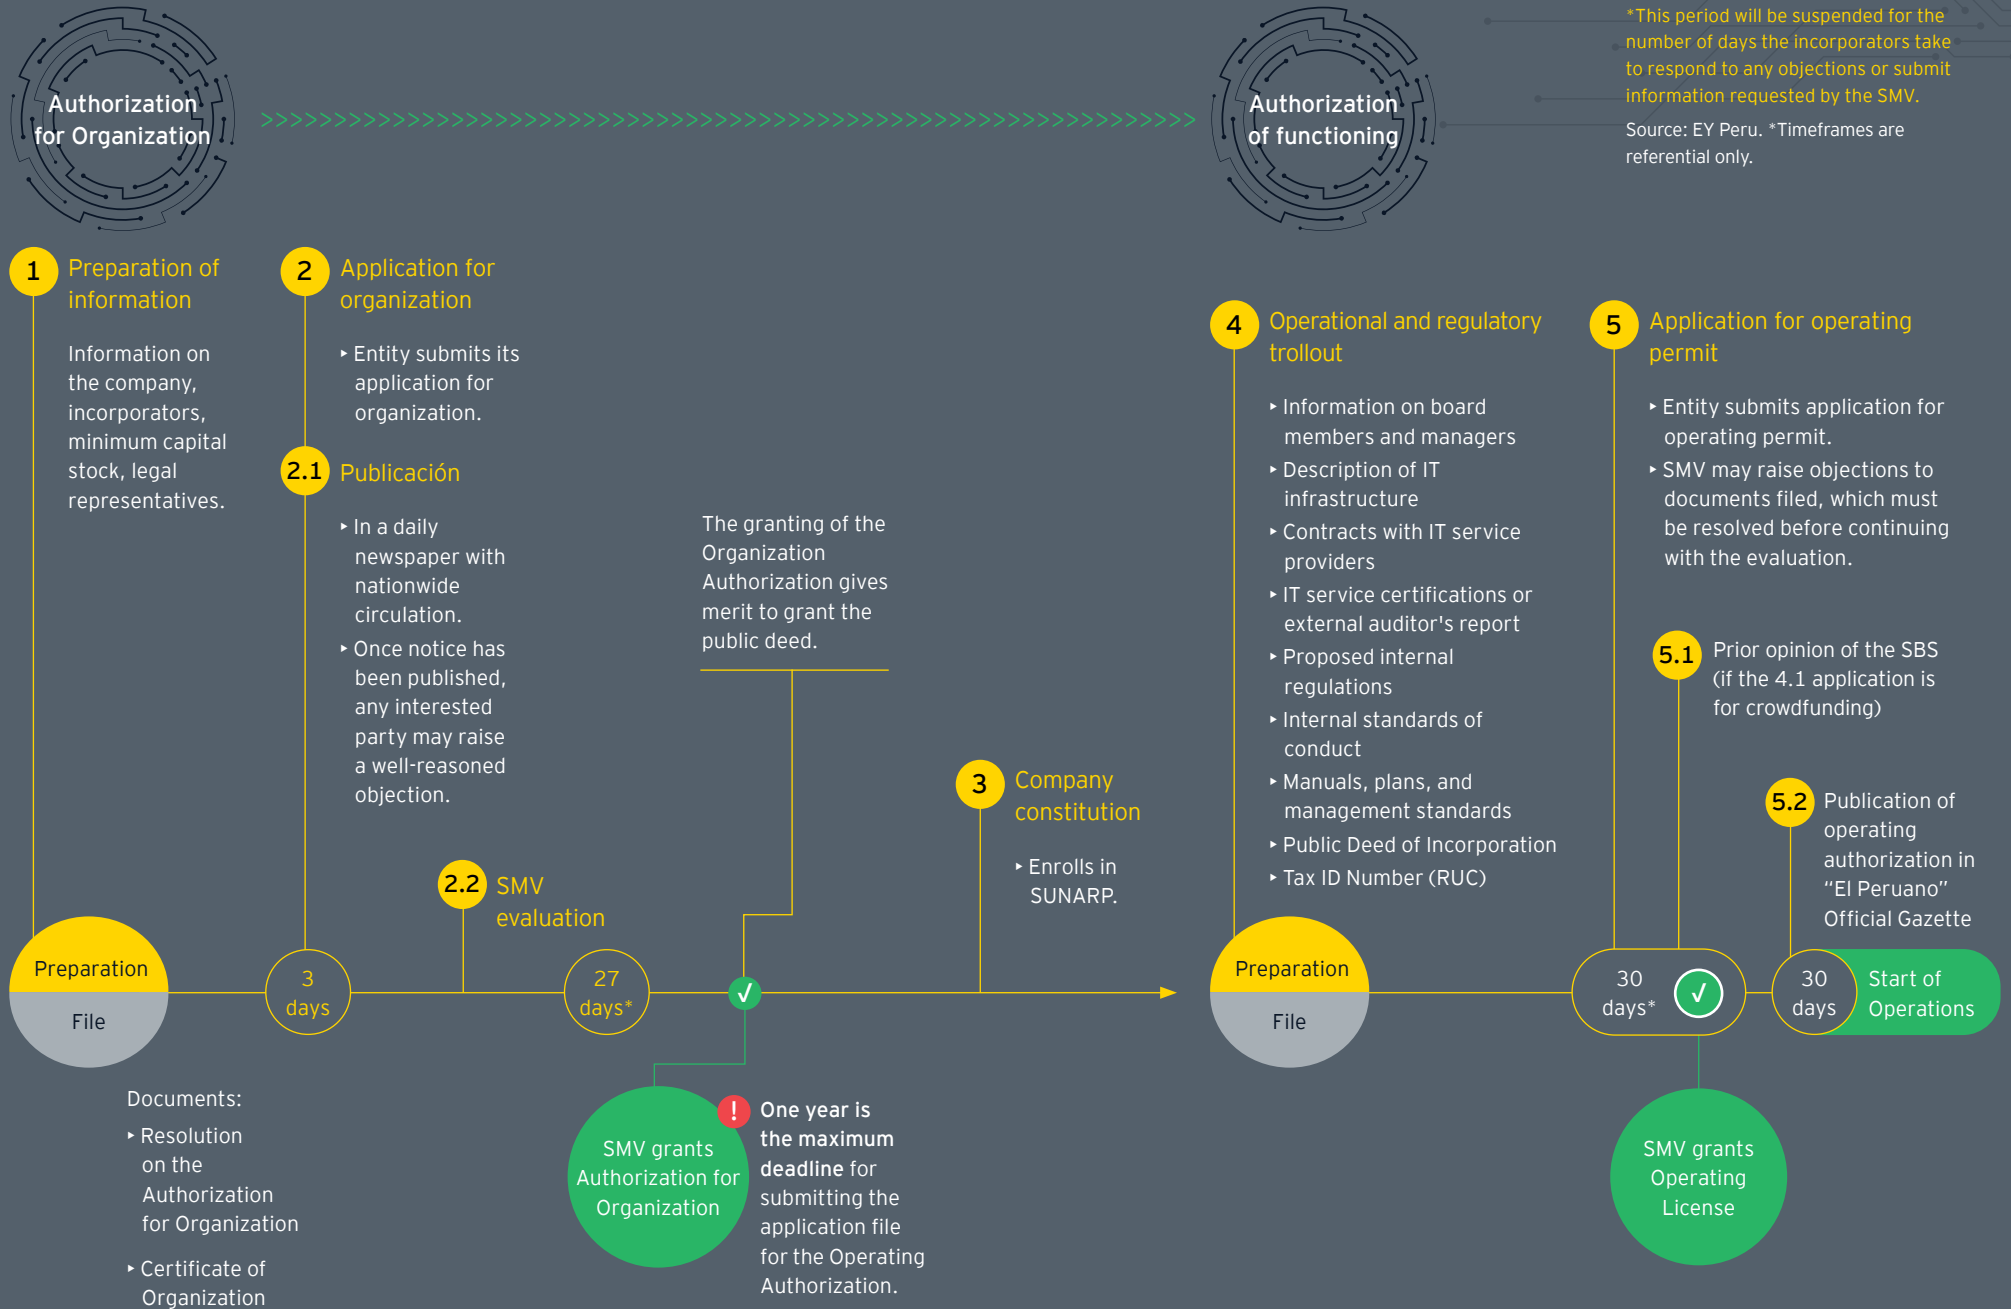 Authorization
for Organization
Authorization
of functioning
*This period will be suspended for the
number of days the incorporators take
to respond to any objections or submit
information requested by the SMV.
Source: EY Peru. *Timeframes are
referential only.
1
Preparation of
information
Information on
the company,
incorporators,
minimum capital
stock, legal
representatives.
2
Application for
organization
‣ Entity submits its
application for
organization.
2.1
Publicación
‣ In a daily
newspaper with
nationwide
circulation.
‣ Once notice has
been published,
any interested
party may raise
a well-reasoned
objection.
2.2
SMV
evaluation
The granting of the
Organization
Authorization gives
merit to grant the
public deed.
3
Company
constitution
‣ Enrolls in
SUNARP.
Preparation
File
3
days
27
days*
√
Documents:
‣ Resolution
on the
Authorization
for Organization
‣ Certificate of
Organization
SMV grants
Authorization for
Organization
!
One year is
the maximum
deadline for
submitting the
application file
for the Operating
Authorization.
4
Operational and regulatory
trollout
‣ Information on board
members and managers
‣ Description of IT
infrastructure
‣ Contracts with IT service
providers
‣ IT service certifications or
external auditor's report
‣ Proposed internal
regulations
‣ Internal standards of
conduct
‣ Manuals, plans, and
management standards
‣ Public Deed of Incorporation
‣ Tax ID Number (RUC)
5
Application for operating
permit
‣ Entity submits application for
operating permit.
‣ SMV may raise objections to
documents filed, which must
be resolved before continuing
with the evaluation.
5.1
Prior opinion of the SBS
(if the 4.1 application is
for crowdfunding)
5.2
Publication of
operating
authorization in
“El Peruano”
Official Gazette
Preparation
File
30
days*
√
30
days
Start of
Operations
SMV grants
Operating
License